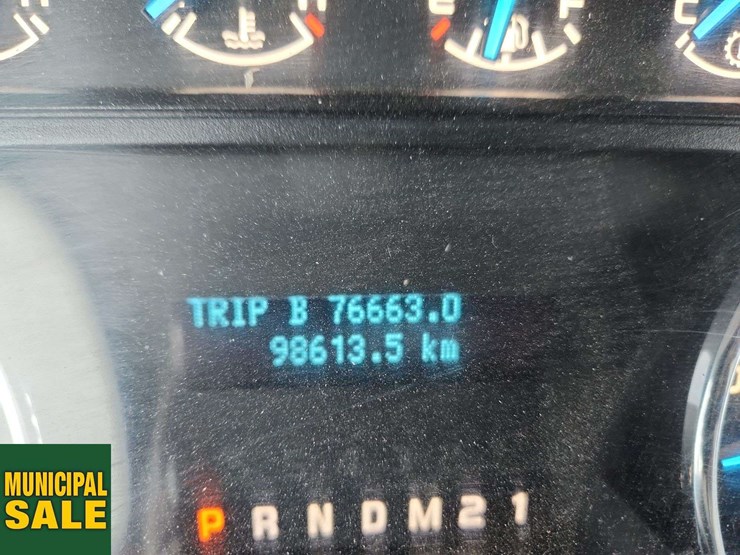 H H E F C
TRIP B 76663.0
98613.5 km
P R N D M 2 1
MUNICIPAL
SALE